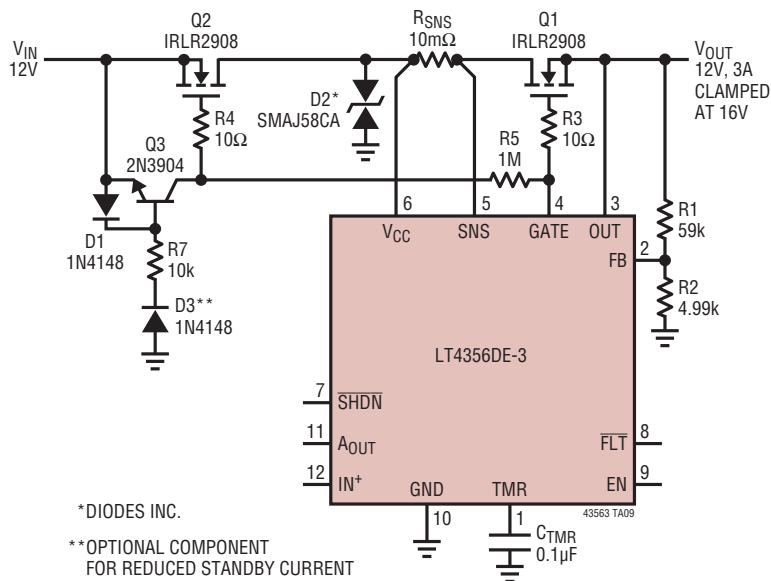 Q2
IRLR2908
RSNS
10mΩ
Q1
IRLR2908
VIN
12V
VOUT
12V, 3A
CLAMPED
AT 16V
D2*
SMAJ58CA
R4
10Ω
R3
10Ω
Q3
2N3904
R5
1M
D1
1N4148
R7
10k
D3**
1N4148
6
5
4
3
VCC
SNS
GATE
OUT
FB
2
R1
59k
R2
4.99k
LT4356DE-3
7
SHDN
11
AOUT
12
IN+
FLT
8
EN
9
GND
TMR
10
1
43563 TA09
CTMR
0.1µF
*DIODES INC.
**OPTIONAL COMPONENT
FOR REDUCED STANDBY CURRENT